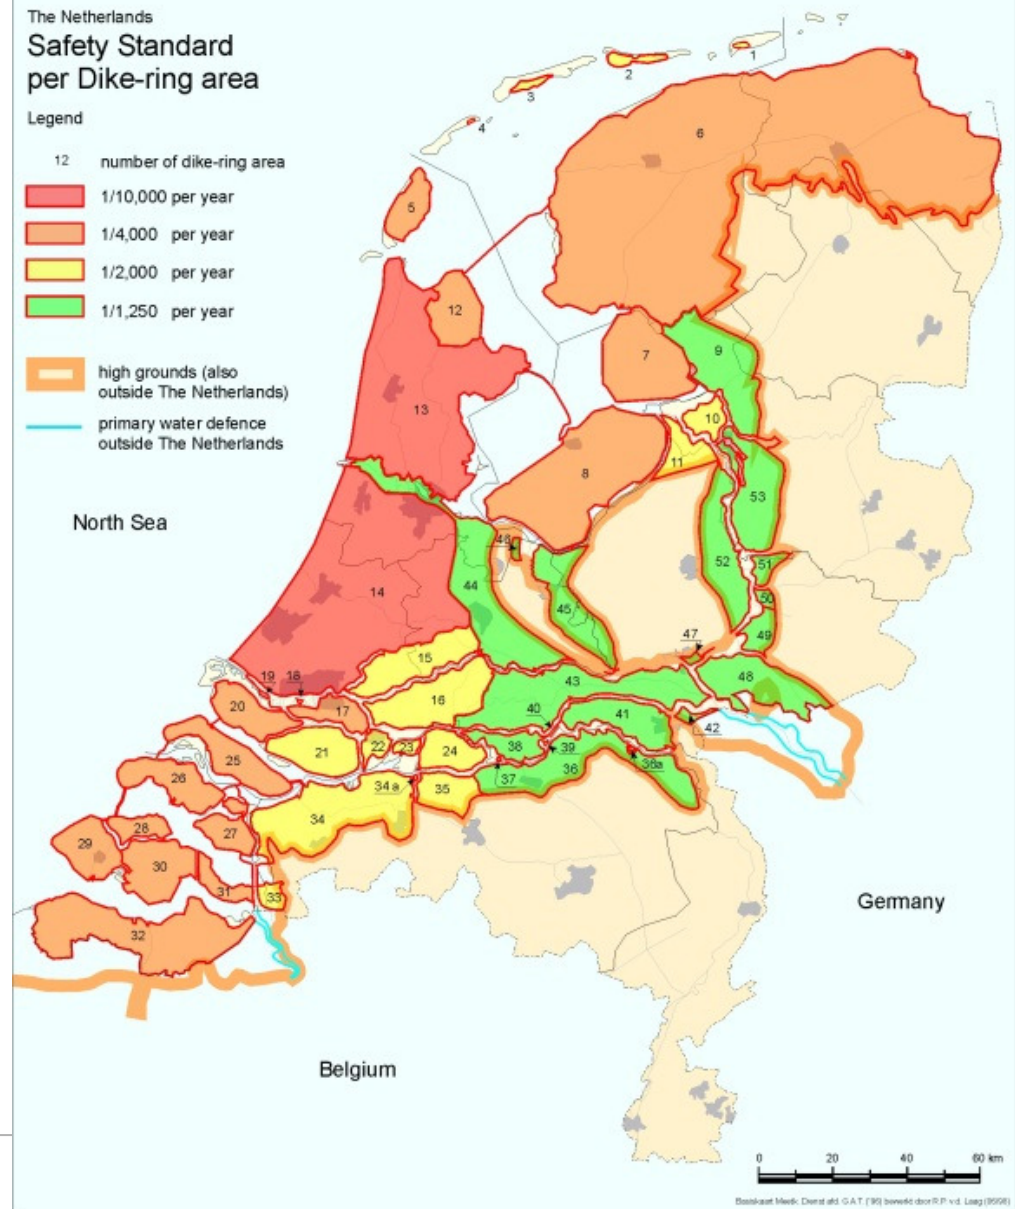 The Netherlands
Safety Standard
per Dike-ring area
Legend
12 number of dike-ring area
1/10,000 per year
1/4,000 per year
1/2,000 per year
1/1,250 per year
high grounds (also
outside The Netherlands)
primary water defence
outside The Netherlands
North Sea
Germany
Belgium
1
2
3
4
5
6
12
7
9
13
10
11
8
53
46
52
51
44
14
45
50
49
47
15
43
48
19 18
16
20
17
40
41
42
21
22
23
24
38
39
25
36
36a
37
26
34a
35
34
28
27
29
30
31
33
32
0 20 40 60 km